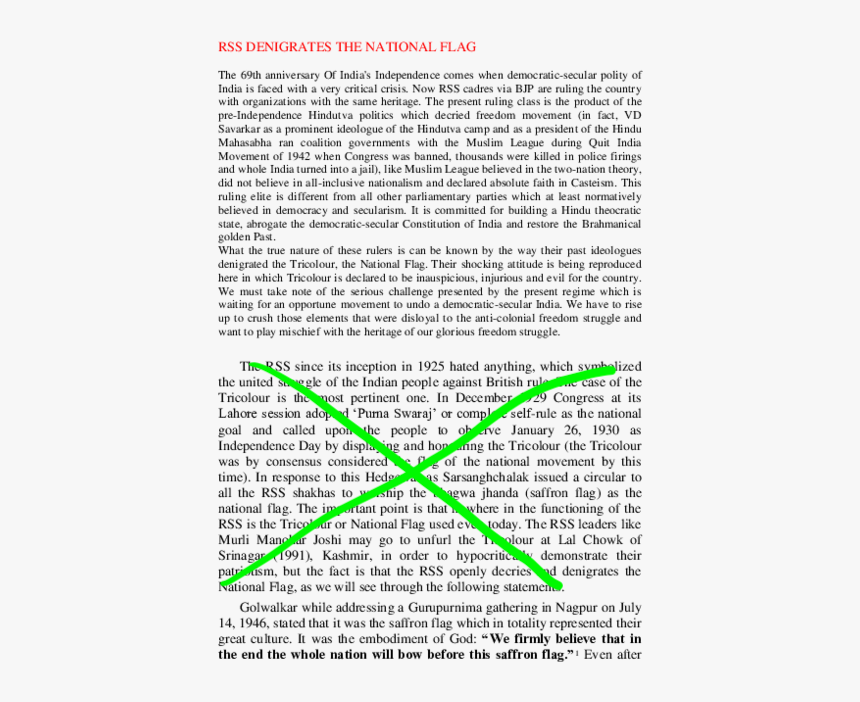 RSS DENIGRATES THE NATIONAL FLAG
The 69th anniversary Of India's Independence comes when democratic-secular polity of
India is faced with a very critical crisis. Now RSS cadres via BJP are ruling the country
with organizations with the same heritage. The present ruling class is the product of the
pre-Independence Hindutva politics which decried freedom movement (in fact, VD
Savarkar as a prominent ideologue of the Hindutva camp and as a president of the Hindu
Mahasabha ran coalition governments with the Muslim League during Quit India
Movement of 1942 when Congress was banned, thousands were killed in police firings
and whole India turned into a jail), like Muslim League believed in the two-nation theory,
did not believe in all-inclusive nationalism and declared absolute faith in Casteism. This
ruling elite is different from all other parliamentary parties which at least normatively
believed in democracy and secularism. It is committed for building a Hindu theocratic
state, abrogate the democratic-secular Constitution of India and restore the Brahmanical
golden Past.
What the true nature of these rulers is can be known by the way their past ideologues
denigrated the Tricolour, the National Flag. Their shocking attitude is being reproduced
here in which Tricolour is declared to be inauspicious, injurious and evil for the country.
We must take note of the serious challenge presented by the present regime which is
waiting for an opportune movement to undo a democratic-secular India. We have to rise
up to crush those elements that were disloyal to the anti-colonial freedom struggle and
want to play mischief with the heritage of our glorious freedom struggle.
The RSS since its inception in 1925 hated anything, which symbolized
the united struggle of the Indian people against British rule. The case of the
Tricolour is the most pertinent one. In December 1929 Congress at its
Lahore session adopted ‘Purna Swaraj’ or complete self-rule as the national
goal and called upon the people to observe January 26, 1930 as
Independence Day by displaying and honouring the Tricolour (the Tricolour
was by consensus considered the flag of the national movement by this
time). In response to this Hedgewar as Sarsanghchalak issued a circular to
all the RSS shakhas to worship the bhagwa jhanda (saffron flag) as the
national flag. The important point is that nowhere in the functioning of the
RSS is the Tricolour or National Flag used even today. The RSS leaders like
Murli Manohar Joshi may go to unfurl the Tricolour at Lal Chowk of
Srinagar (1991), Kashmir, in order to hypocritically demonstrate their
patriotism, but the fact is that the RSS openly decries and denigrates the
National Flag, as we will see through the following statements.
Golwalkar while addressing a Gurupurnima gathering in Nagpur on July
14, 1946, stated that it was the saffron flag which in totality represented their
great culture. It was the embodiment of God: “We firmly believe that in
the end the whole nation will bow before this saffron flag.”1 Even after